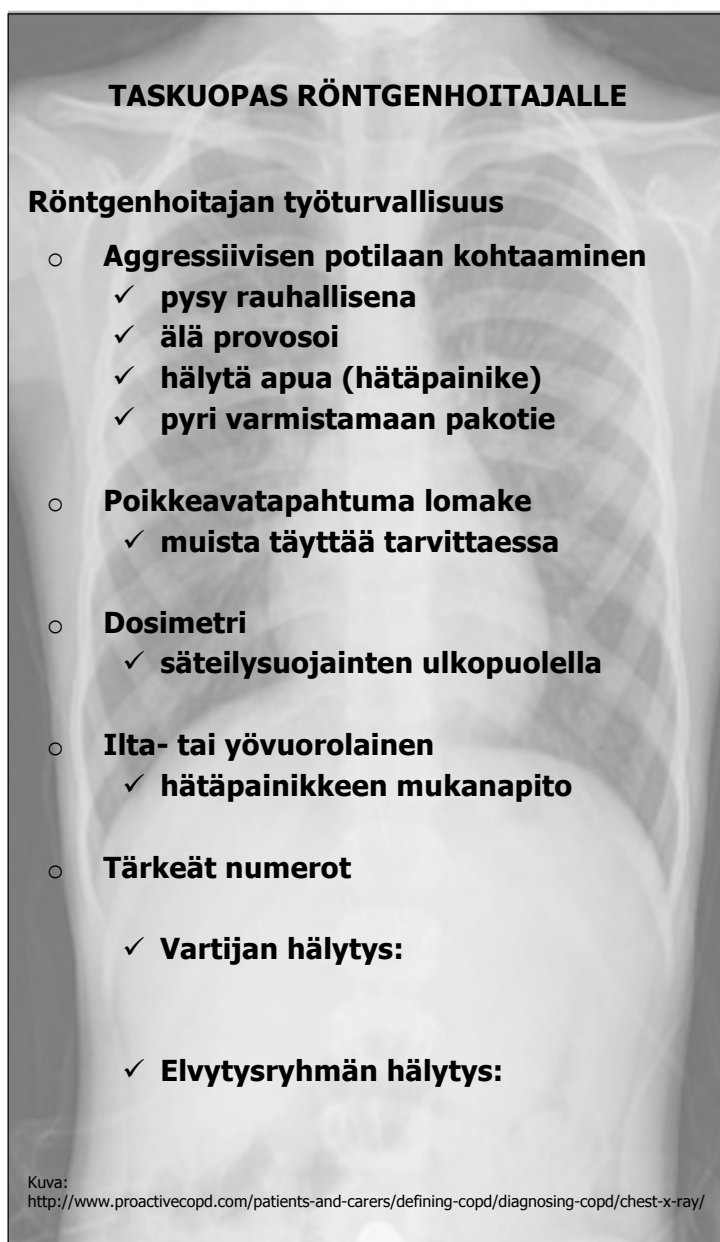 TASKUOPAS RÖNTGENHOITAJALLE
Röntgenhoitajan työturvallisuus
o Aggressiivisen potilaan kohtaaminen
✓ pysy rauhallisena
✓ älä provosoi
✓ hälytä apua (hätäpainike)
✓ pyri varmistamaan pakotie
o Poikkeavatapahtuma lomake
✓ muista täyttää tarvittaessa
o Dosimetri
✓ säteilysuojainten ulkopuolella
o Ilta- tai yövuorolainen
✓ hätäpainikkeen mukanapito
o Tärkeät numerot
✓ Vartijan hälytys:
✓ Elvytysryhmän hälytys:
Kuva:
http://www.proactivecopd.com/patients-and-carers/defining-copd/diagnosing-copd/chest-x-ray/